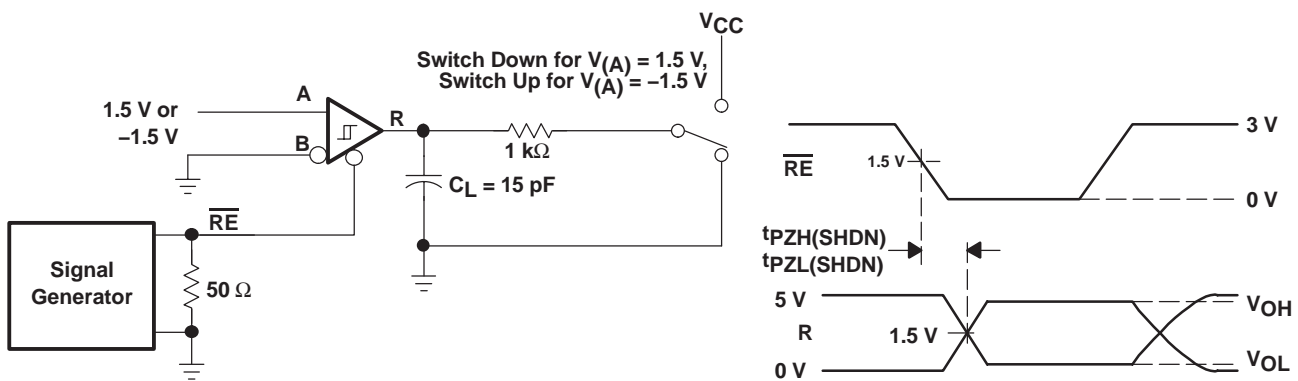 VCC
Switch Down for V(A) = 1.5 V,
Switch Up for V(A) = –1.5 V
A
1.5 V or
–1.5 V
R
B
1 kΩ
CL = 15 pF
RE
Signal
Generator
50 Ω
3 V
1.5 V
RE
0 V
tPZH(SHDN)
tPZL(SHDN)
5 V
VOH
R
1.5 V
0 V
VOL